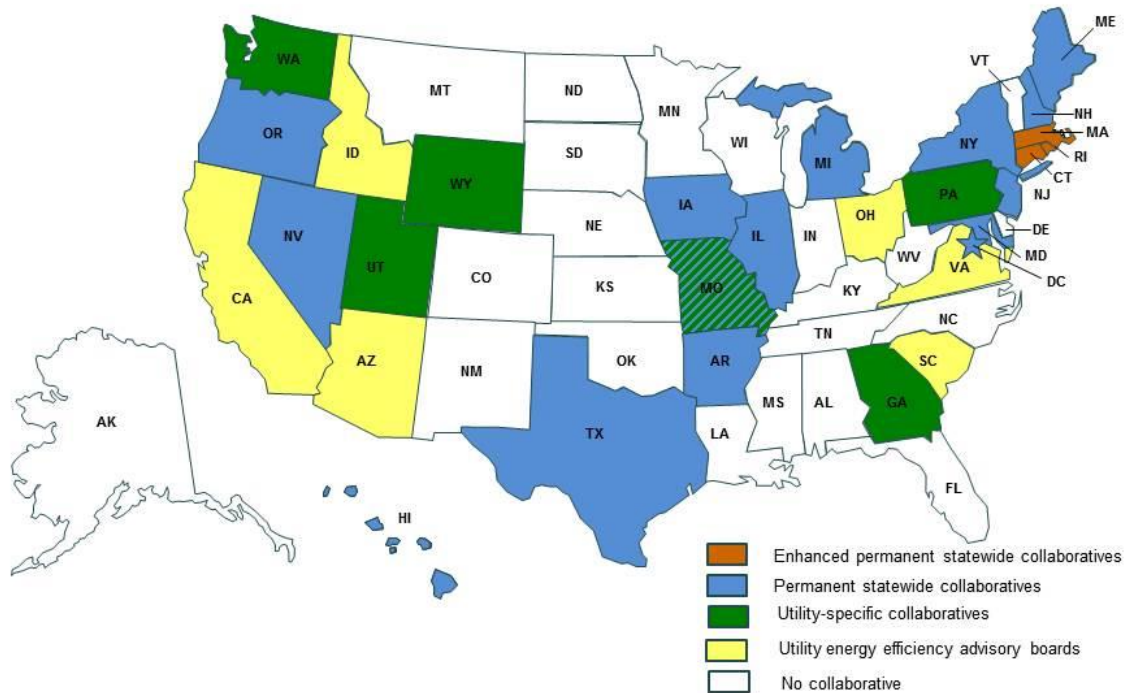 ME
WA
VT
MT
ND
MN
NH
OR
MA
ID
WI
NY
SD
MI
RI
WY
CT
PA
NJ
IA
NE
OH
NV
IL
IN
DE
UT
WV
MD
CO
VA
CA
KS
MO
DC
KY
NC
TN
AZ
OK
AR
SC
NM
MS
AL
GA
AK
TX
LA
FL
HI
Enhanced permanent statewide collaboratives
Permanent statewide collaboratives
Utility-specific collaboratives
Utility energy efficiency advisory boards
No collaborative